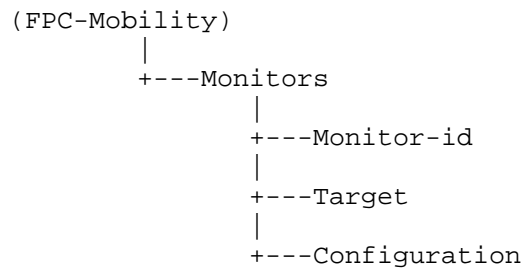 (FPC-Mobility)
|
+---Monitors
|
+---Monitor-id
|
+---Target
|
+---Configuration